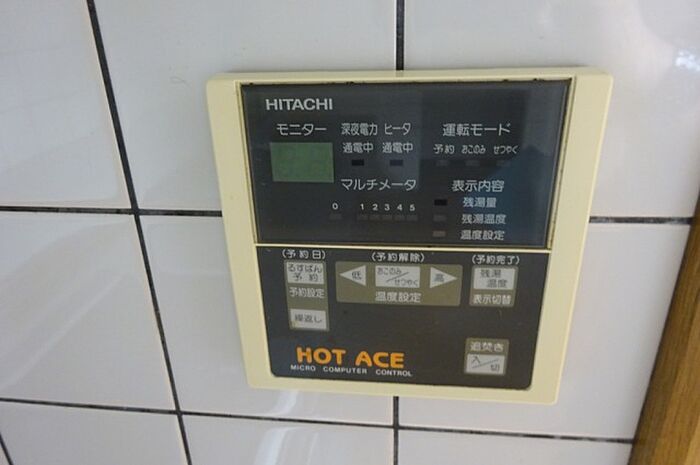 HITACHI
モニター 深夜電力 ヒータ 運転モード
通電中 通電中 予約 おこのみ せつやく
マルチメータ 表示内容
0 1 2 3 4 5
残湯量
残湯温度
温度設定
(予約日) (予約解除) (予約完了)
るすばん
予約
低 おこのみ/せつやく 高
残湯
温度
予約設定 温度設定 表示切替
繰返し
追焚き
入/切
HOT ACE
MICRO COMPUTER CONTROL